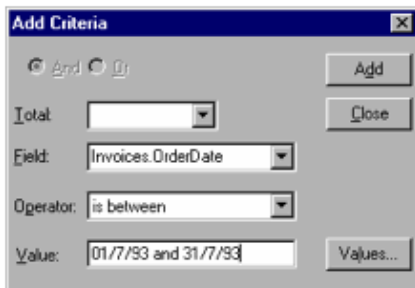 Add Criteria
And Or
Add
Total:
Close
Field: Invoices.OrderDate
Operator: is between
Value: 01/7/93 and 31/7/93
Values...